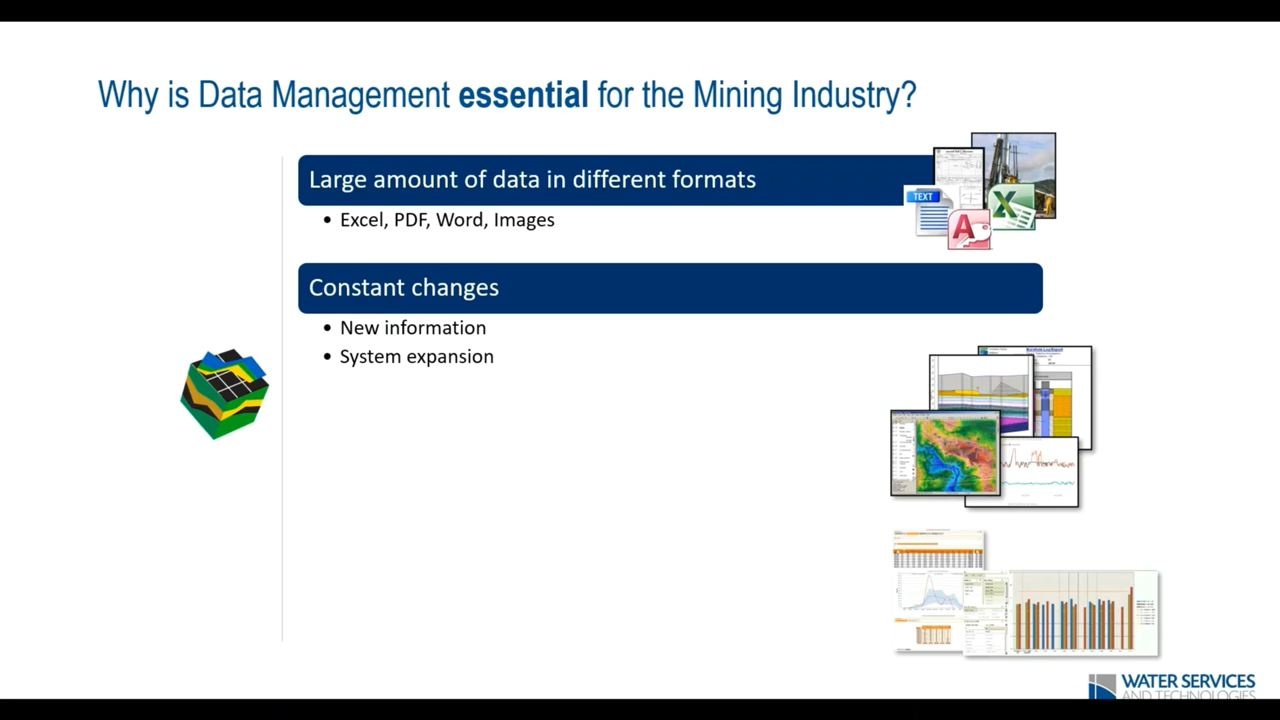 Why is Data Management essential for the Mining Industry?
Large amount of data in different formats
• Excel, PDF, Word, Images
TEXT
A
X
Constant changes
• New information
• System expansion
WATER SERVICES
AND TECHNOLOGIES